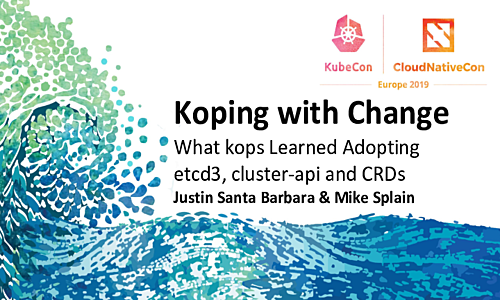 KubeCon
CloudNativeCon
Europe 2019
Koping with Change
What kops Learned Adopting
etcd3, cluster-api and CRDs
Justin Santa Barbara & Mike Splain